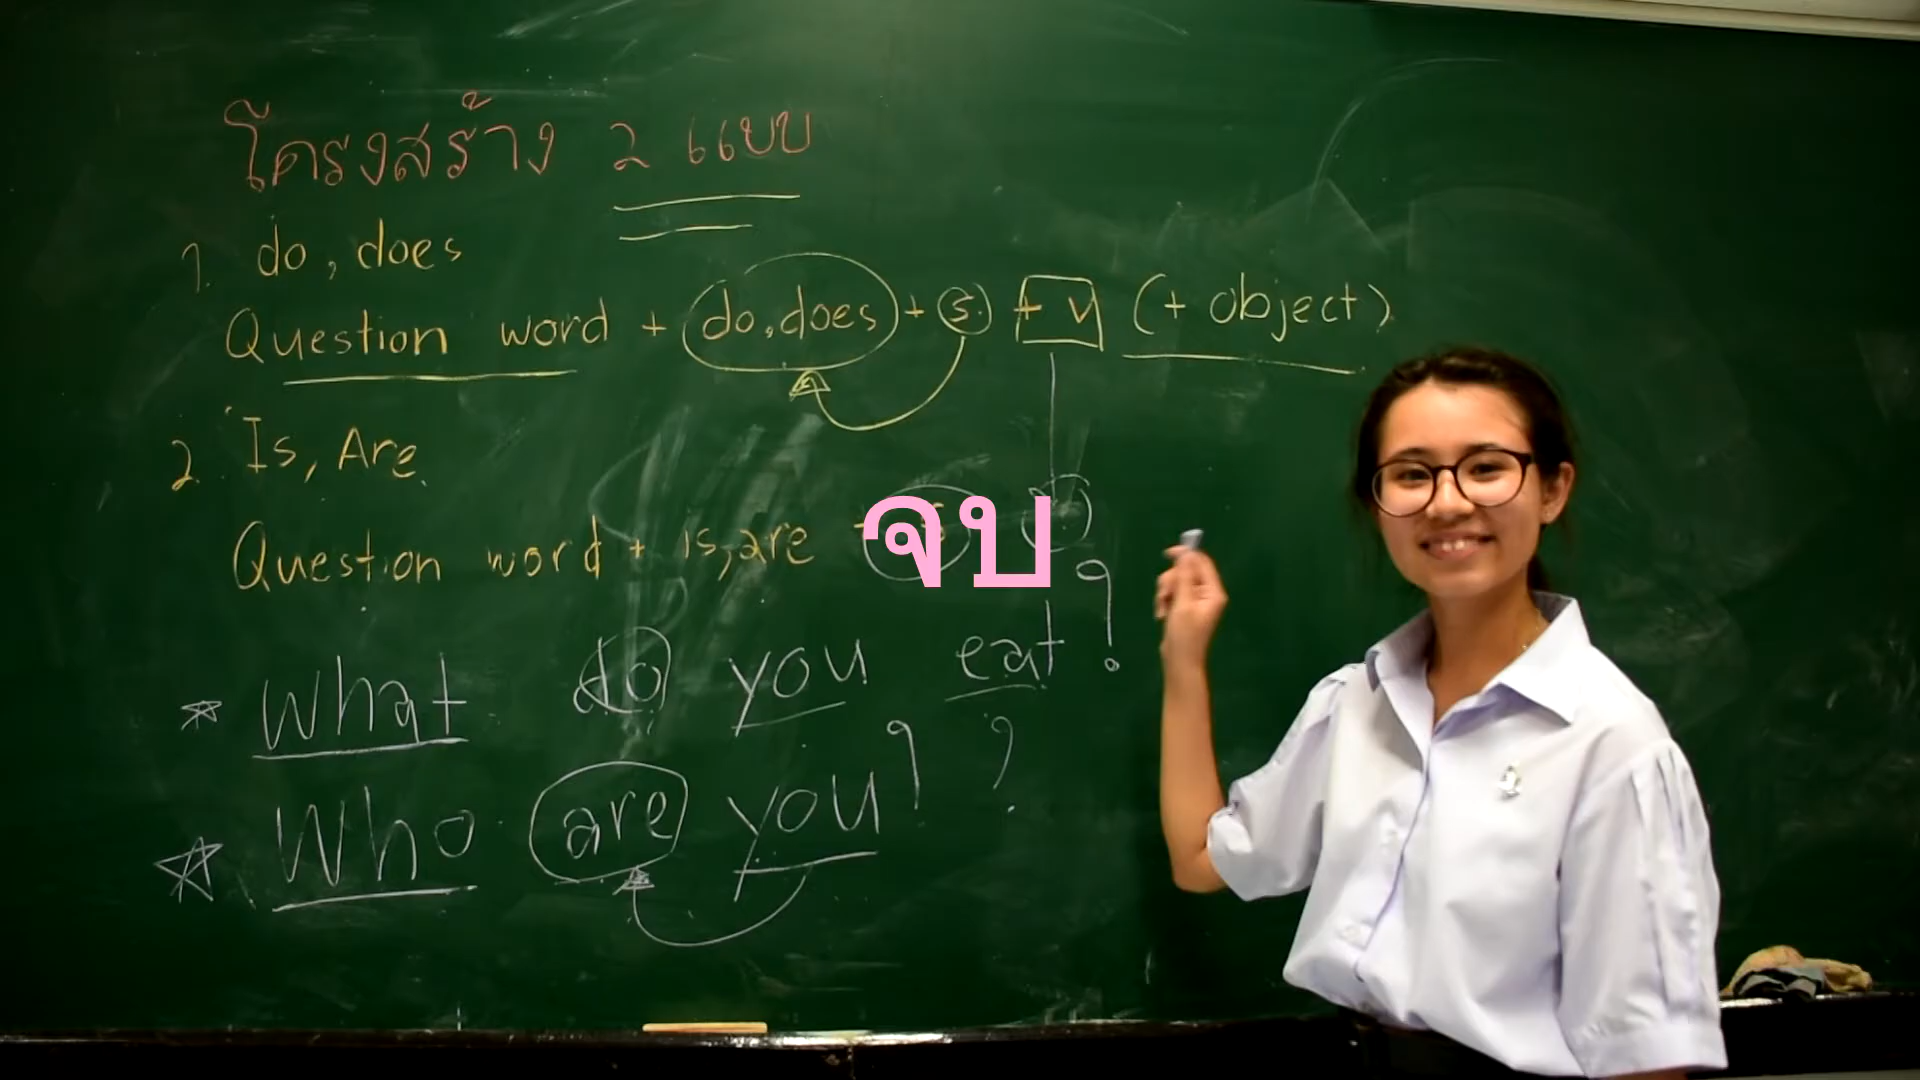 โครงสร้าง 2 แบบ
1. do, does
Question word + do, does + S. + V (+ object)
2. Is, Are
Question word + is, are + S
จบ
* What do you eat ?
* Who are you ? ?